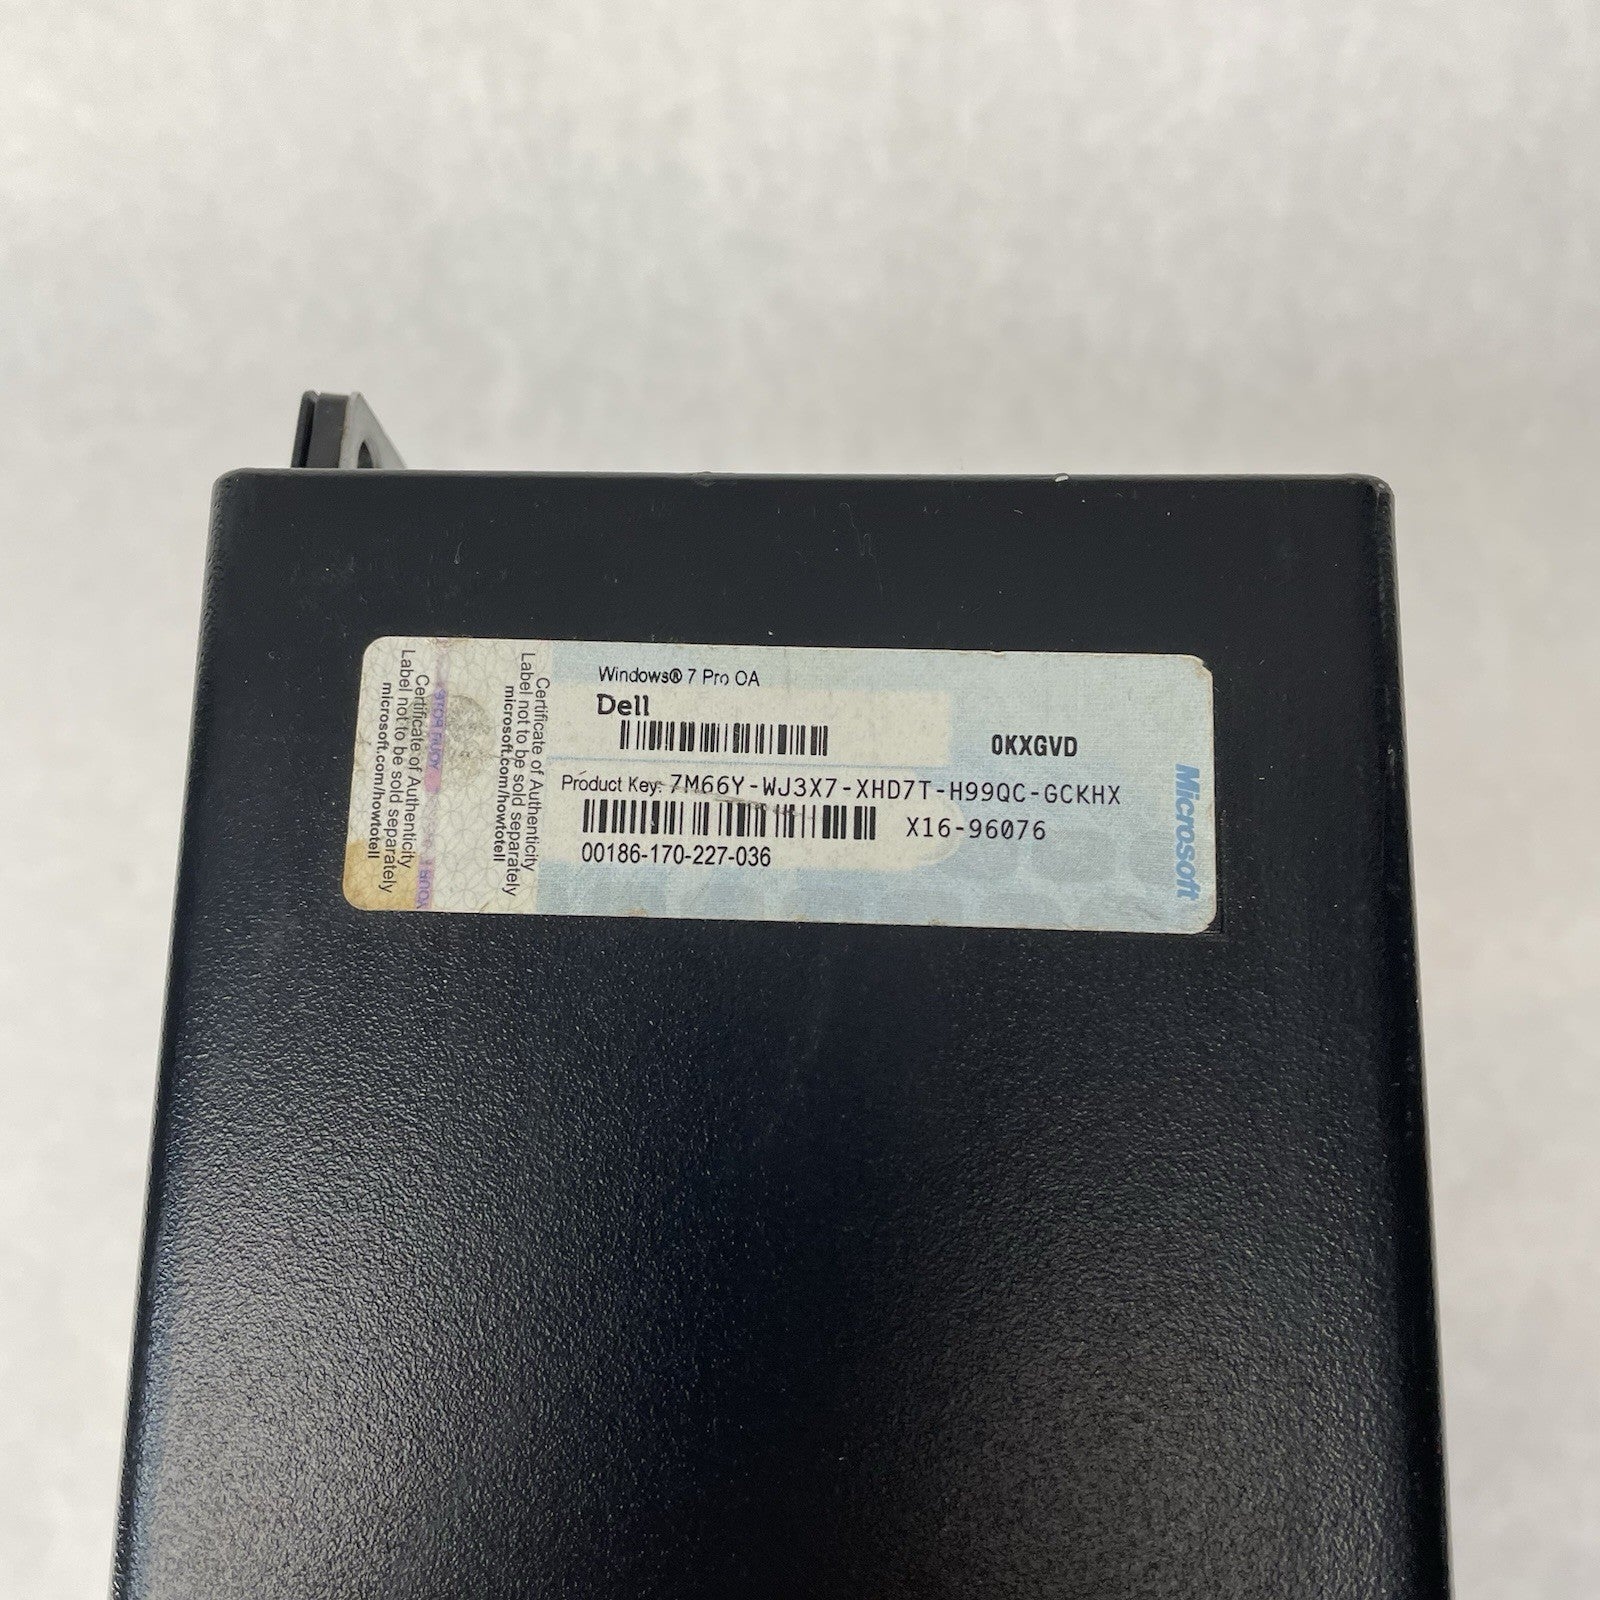 Certificate of Authenticity
Label not to be sold separately
microsoft.com/howtotell
Certificate of Authenticity
Label not to be sold separately
microsoft.com/howtotell
Windows® 7 Pro OA
Dell
0KXGVD
Product Key: 7M66Y-WJ3X7-XHD7T-H99QC-GCKHX
X16-96076
00186-170-227-036
Microsoft